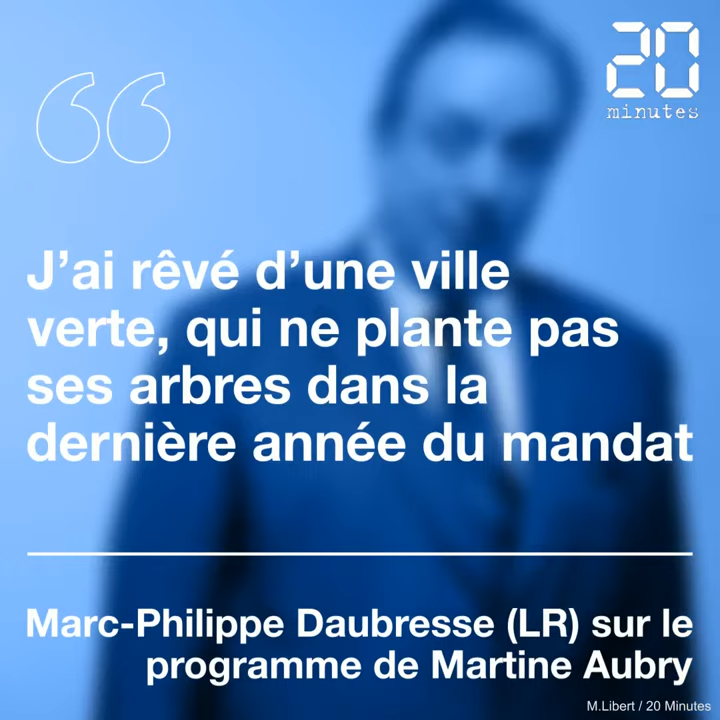 20
minutes
J’ai rêvé d’une ville
verte, qui ne plante pas
ses arbres dans la
dernière année du mandat
Marc-Philippe Daubresse (LR) sur le
programme de Martine Aubry
M.Libert / 20 Minutes